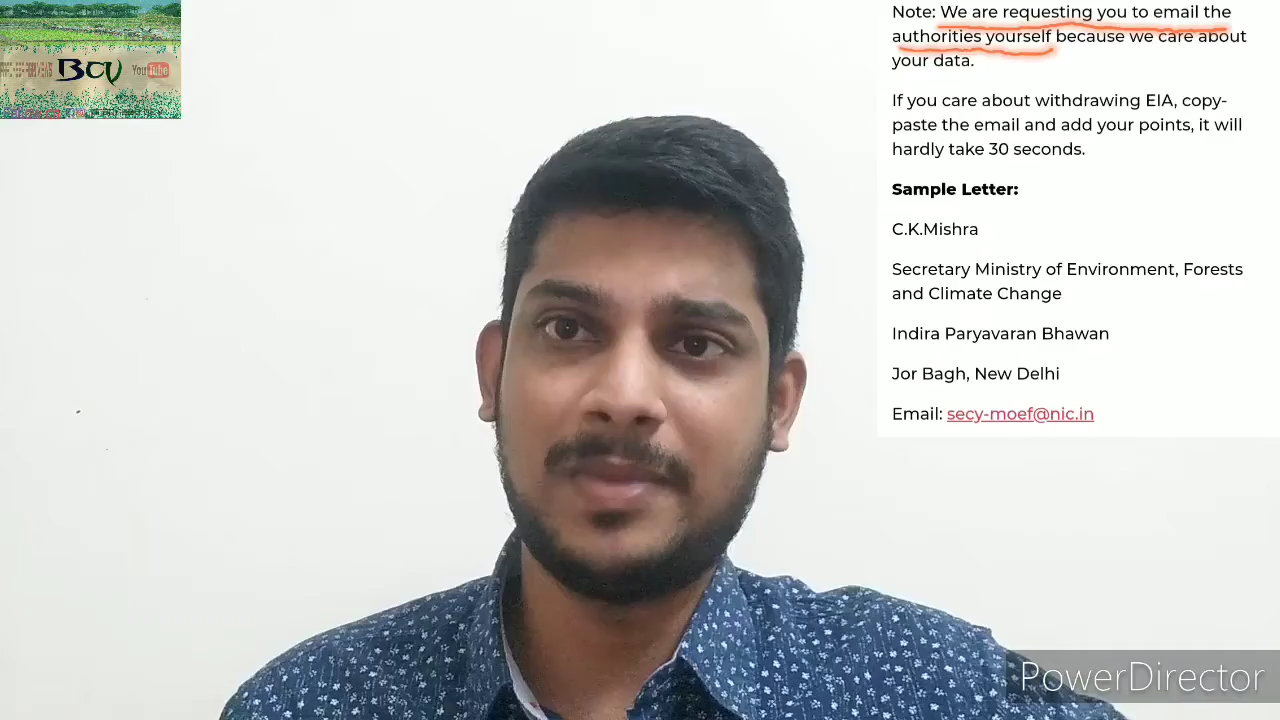 BCV
YouTube
Note: We are requesting you to email the
authorities yourself because we care about
your data.
If you care about withdrawing EIA, copy-
paste the email and add your points, it will
hardly take 30 seconds.
Sample Letter:
C.K.Mishra
Secretary Ministry of Environment, Forests
and Climate Change
Indira Paryavaran Bhawan
Jor Bagh, New Delhi
Email: secy-moef@nic.in
PowerDirector